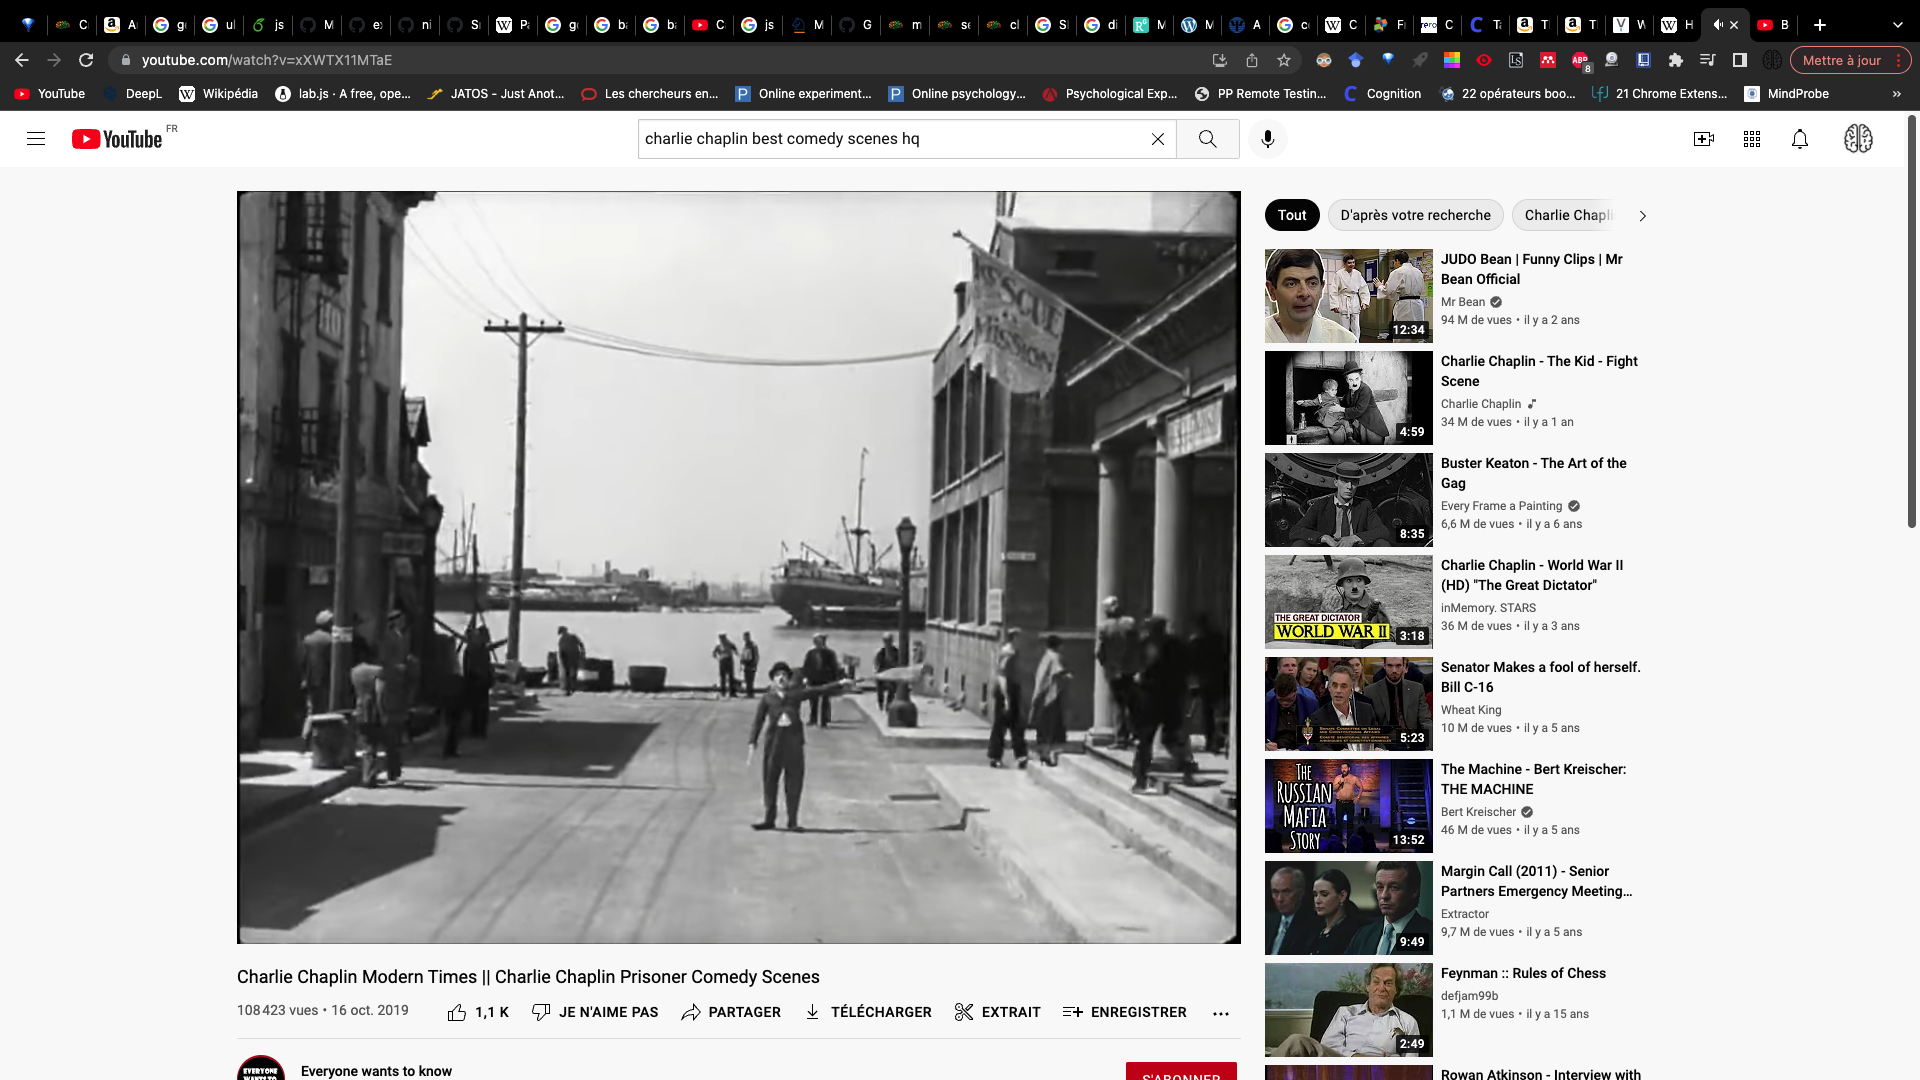 C
A
g
ul
js
M
e
ni
S
Pa
g
ba
ba
C
js
M
G
m
s
cl
S
di
M
M
A
c
C
Fr
C
Ta
Tl
Tl
V
H
B
youtube.com/watch?v=xXWTX11MTaE
8
Mettre à jour
YouTube
DeepL
Wikipédia
lab.js · A free, ope...
JATOS - Just Anot...
Les chercheurs en...
Online experiment...
Online psychology...
Psychological Exp...
PP Remote Testin...
Cognition
22 opérateurs boo...
21 Chrome Extens...
MindProbe
»
YouTube FR
charlie chaplin best comedy scenes hq
Tout
D'après votre recherche
Charlie Chapli
JUDO Bean | Funny Clips | Mr
Bean Official
Mr Bean
94 M de vues • il y a 2 ans
12:34
Charlie Chaplin - The Kid - Fight
Scene
Charlie Chaplin
34 M de vues • il y a 1 an
4:59
Buster Keaton - The Art of the
Gag
Every Frame a Painting
6,6 M de vues • il y a 6 ans
8:35
Charlie Chaplin - World War II
(HD) "The Great Dictator"
inMemory. STARS
36 M de vues • il y a 3 ans
THE GREAT DICTATOR
WORLD WAR II
3:18
Senator Makes a fool of herself.
Bill C-16
Wheat King
10 M de vues • il y a 5 ans
5:23
The Machine - Bert Kreischer:
THE MACHINE
Bert Kreischer
46 M de vues • il y a 5 ans
THE
RUSSIAN
MAFIA
STORY
13:52
Margin Call (2011) - Senior
Partners Emergency Meeting...
Extractor
9,7 M de vues • il y a 5 ans
9:49
Feynman :: Rules of Chess
defjam99b
1,1 M de vues • il y a 15 ans
2:49
Rowan Atkinson - Interview with
Charlie Chaplin Modern Times || Charlie Chaplin Prisoner Comedy Scenes
108 423 vues • 16 oct. 2019
1,1 K
JE N'AIME PAS
PARTAGER
TÉLÉCHARGER
EXTRAIT
ENREGISTRER
Everyone wants to know
S'ABONNER